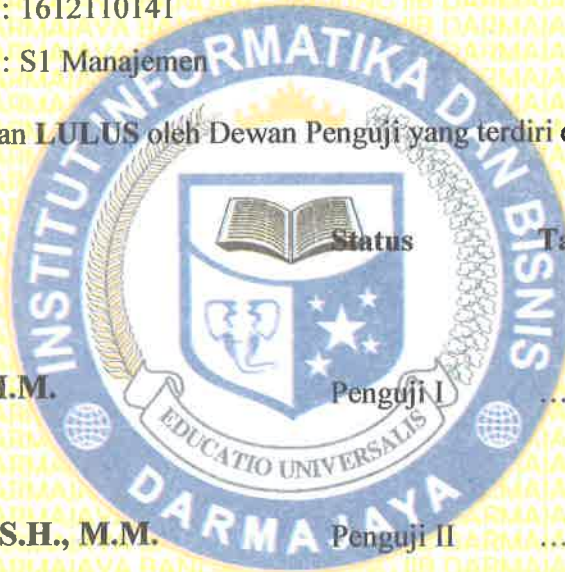 : 1612110141
: S1 Manajemen
an LULUS oleh Dewan Penguji yang terdiri
Status
M.M.
Penguji I
S.H., M.M.
Penguji II
INSTITUT INFORMATIKA DAN BISNIS
DARMAJAYA
EDUCATIO UNIVERSALIS